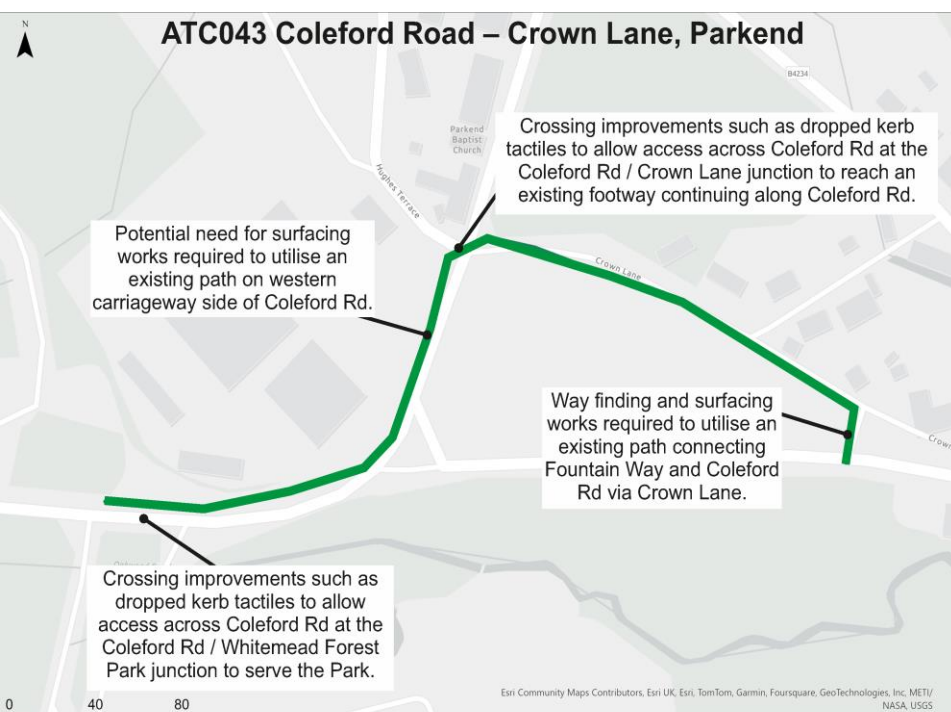 N
ATC043 Coleford Road – Crown Lane, Parkend
B4234
Parkend
Baptist
Church
Hughes Terrace
Crossing improvements such as dropped kerb
tactiles to allow access across Coleford Rd at the
Coleford Rd / Crown Lane junction to reach an
existing footway continuing along Coleford Rd.
Potential need for surfacing
works required to utilise an
existing path on western
carriageway side of Coleford Rd.
Crown Lane
Way finding and surfacing
works required to utilise an
existing path connecting
Fountain Way and Coleford
Rd via Crown Lane.
Crown
Crossing improvements such as
dropped kerb tactiles to allow
access across Coleford Rd at the
Coleford Rd / Whitemead Forest
Park junction to serve the Park.
0 40 80
Esri Community Maps Contributors, Esri UK, Esri, TomTom, Garmin, Foursquare, GeoTechnologies, Inc, METI/
NASA, USGS